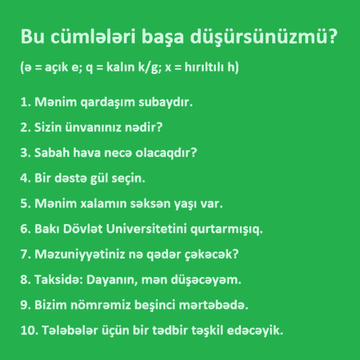 Bu cümlələri başa düşürsünüzmü?
(ə = açık e; q = kalın k/g; x = hırıltılı h)
1. Mənim qardaşım subaydır.
2. Sizin ünvanınız nədir?
3. Sabah hava necə olacaqdır?
4. Bir dəstə gül seçin.
5. Mənim xalamın səksən yaşı var.
6. Bakı Dövlət Universitetini qurtarmışıq.
7. Məzuniyyətiniz nə qədər çəkəcək?
8. Taksidə: Dayanın, mən düşəcəyəm.
9. Bizim nömrəmiz beşinci mərtəbədə.
10. Tələbələr üçün bir tədbir təşkil edəcəyik.